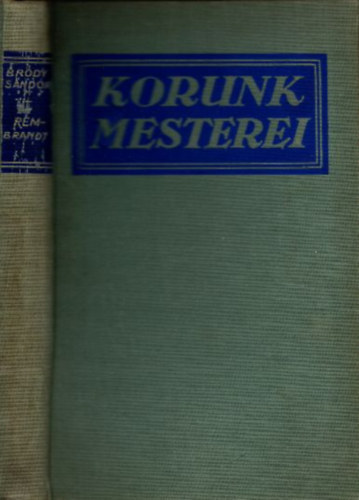 BRÓDY
SÁNDOR
REM-
BRANDT
KORUNK
MESTEREI